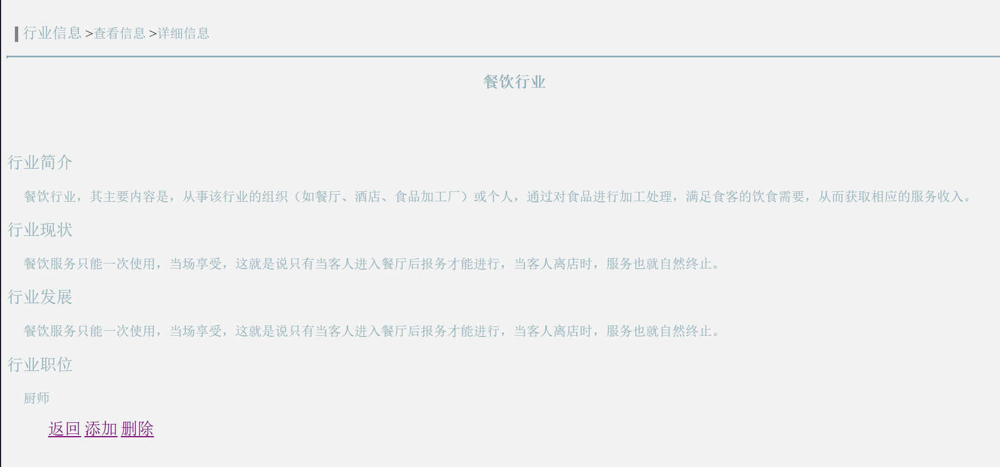 行业信息 >查看信息 >详细信息
餐饮行业
行业简介
餐饮行业，其主要内容是，从事该行业的组织（如餐厅、酒店、食品加工厂）或个人，通过对食品进行加工处理，满足食客的饮食需要，从而获取相应的服务收入。
行业现状
餐饮服务只能一次使用，当场享受，这就是说只有当客人进入餐厅后报务才能进行，当客人离店时，服务也就自然终止。
行业发展
餐饮服务只能一次使用，当场享受，这就是说只有当客人进入餐厅后报务才能进行，当客人离店时，服务也就自然终止。
行业职位
厨师
返回 添加 删除